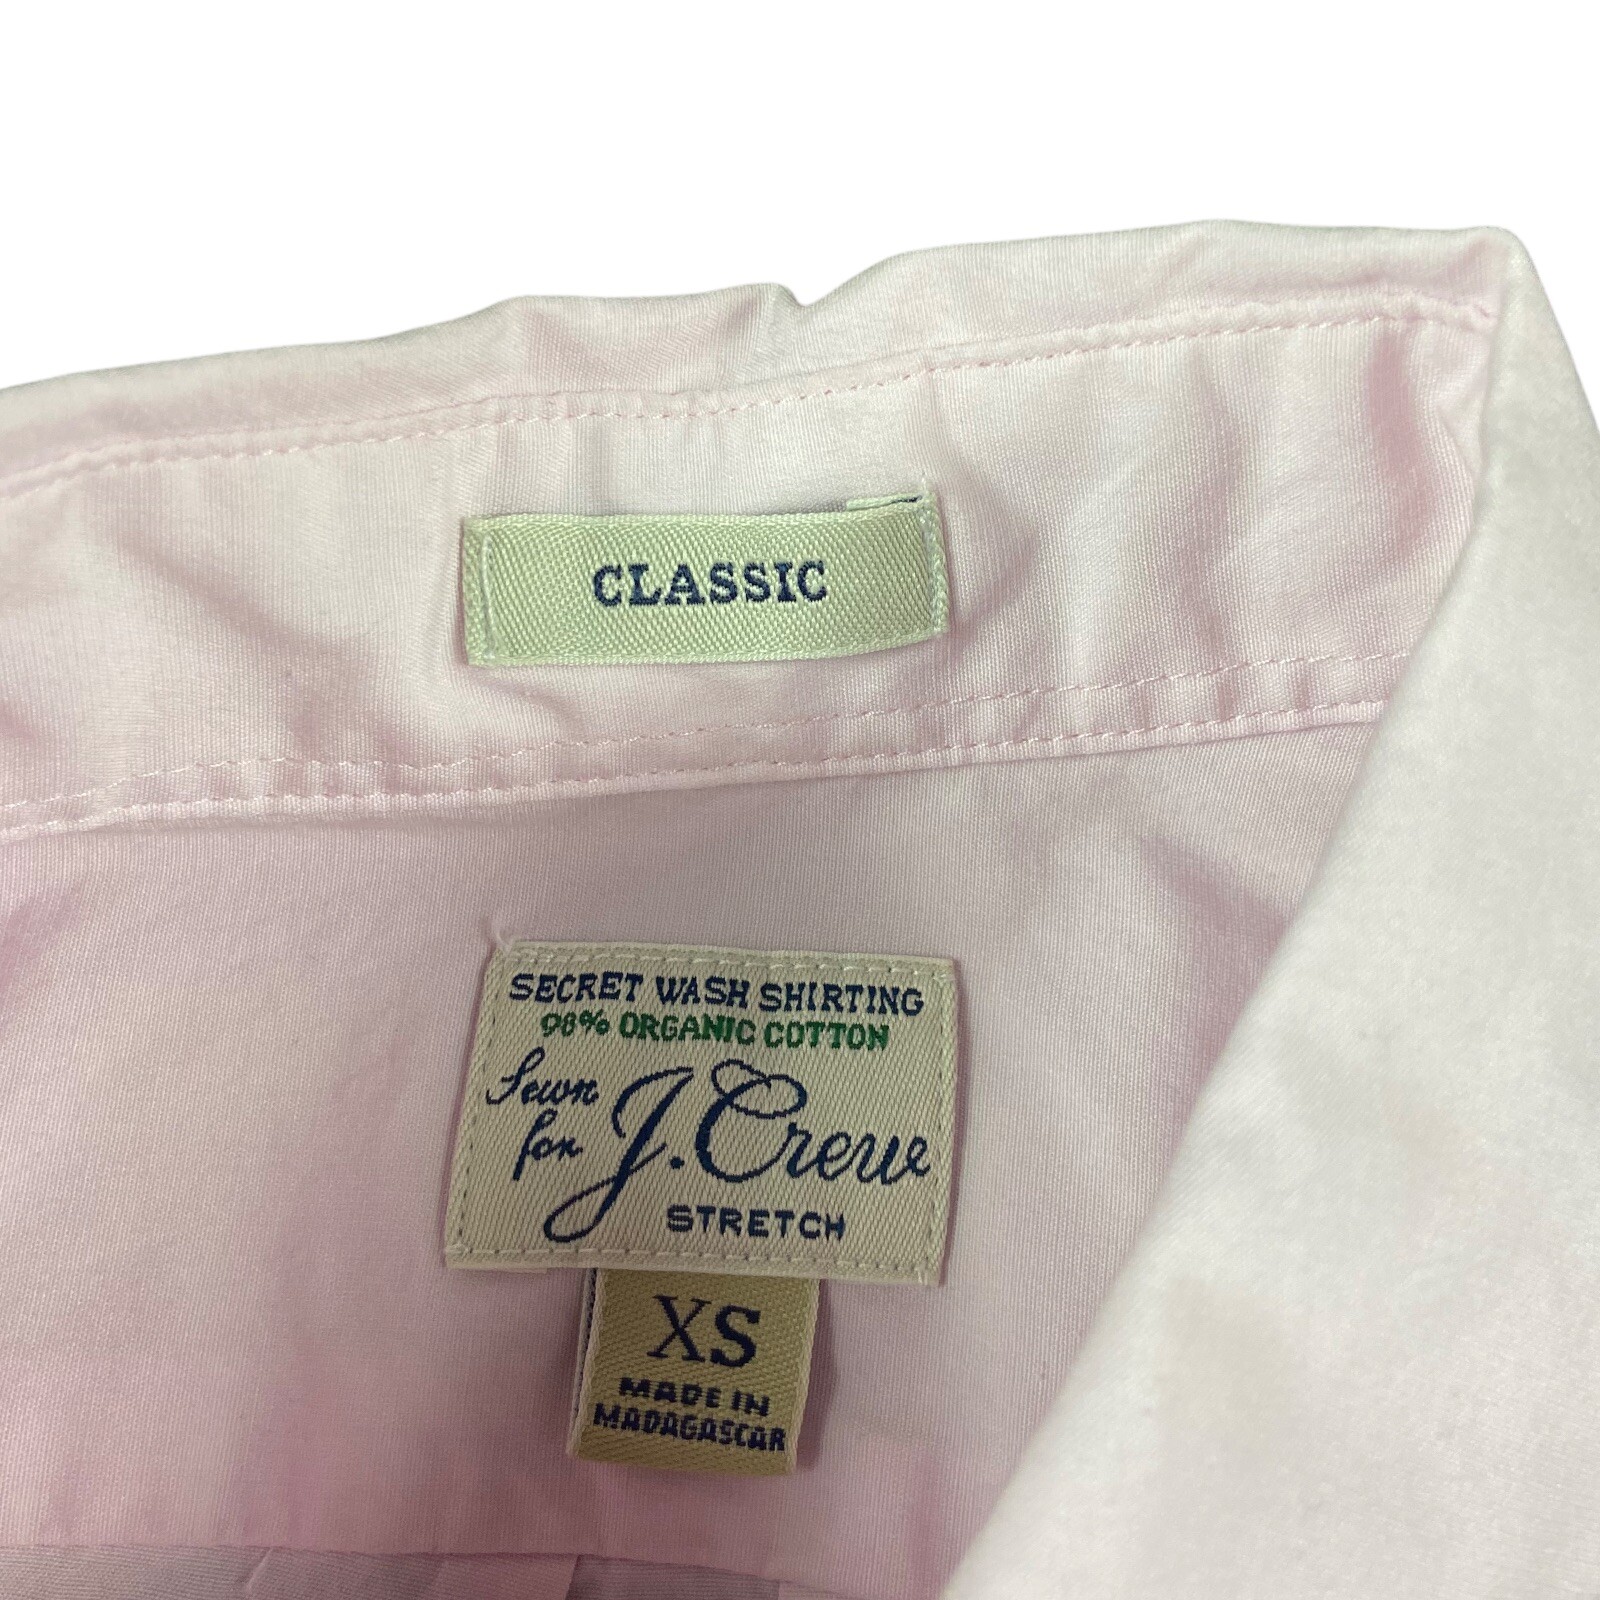 CLASSIC
SECRET WASH SHIRTING
98% ORGANIC COTTON
Sewn
for J.Crew
STRETCH
XS
MADE IN
MADAGASCAR